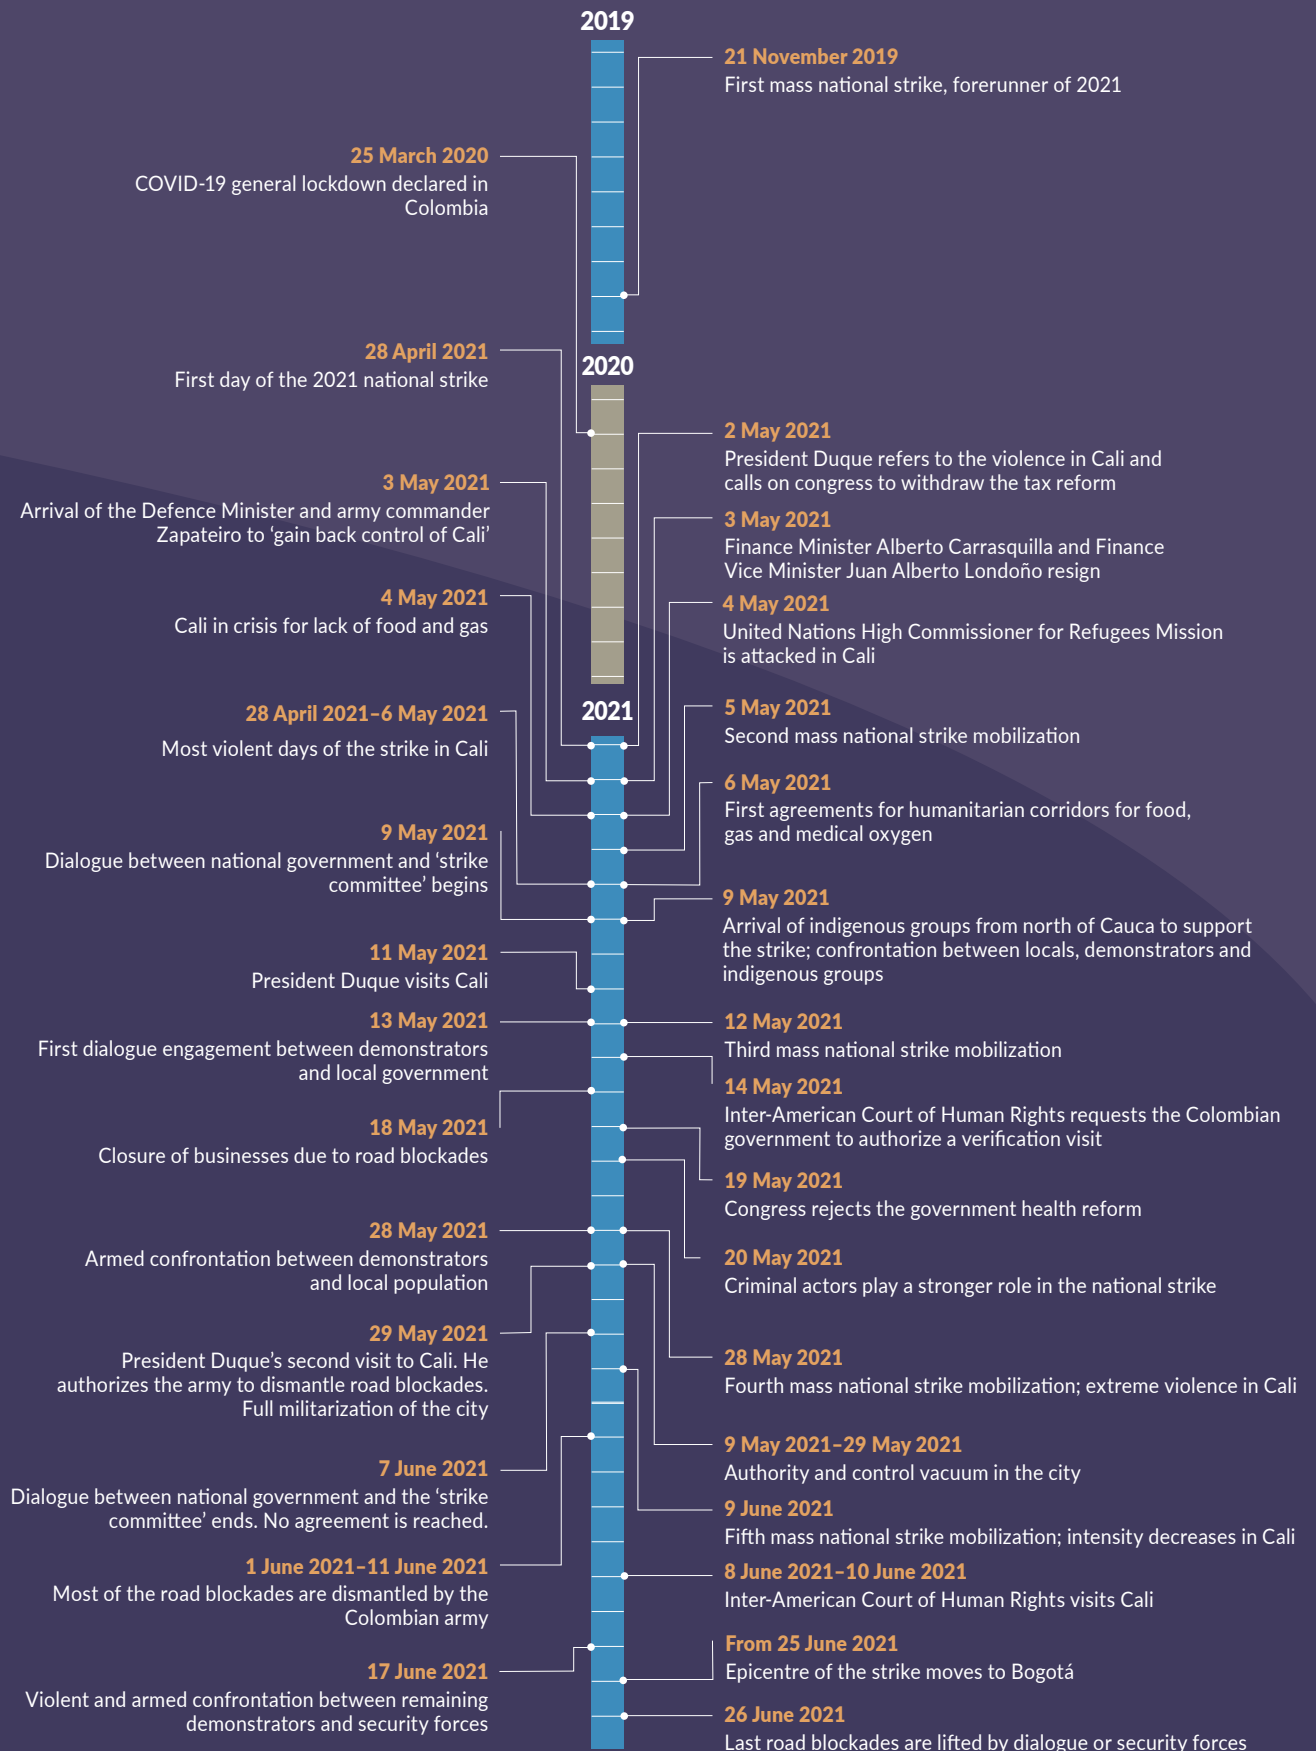 2019
21 November 2019
First mass national strike, forerunner of 2021
25 March 2020
COVID-19 general lockdown declared in
Colombia
28 April 2021
First day of the 2021 national strike
2020
2 May 2021
President Duque refers to the violence in Cali and
calls on congress to withdraw the tax reform
3 May 2021
Arrival of the Defence Minister and army commander
Zapateiro to ‘gain back control of Cali’
3 May 2021
Finance Minister Alberto Carrasquilla and Finance
Vice Minister Juan Alberto Londoño resign
4 May 2021
Cali in crisis for lack of food and gas
4 May 2021
United Nations High Commissioner for Refugees Mission
is attacked in Cali
28 April 2021–6 May 2021
Most violent days of the strike in Cali
2021
5 May 2021
Second mass national strike mobilization
6 May 2021
First agreements for humanitarian corridors for food,
gas and medical oxygen
9 May 2021
Dialogue between national government and ‘strike
committee’ begins
9 May 2021
Arrival of indigenous groups from north of Cauca to support
the strike; confrontation between locals, demonstrators and
indigenous groups
11 May 2021
President Duque visits Cali
13 May 2021
First dialogue engagement between demonstrators
and local government
12 May 2021
Third mass national strike mobilization
14 May 2021
Inter-American Court of Human Rights requests the Colombian
government to authorize a verification visit
18 May 2021
Closure of businesses due to road blockades
19 May 2021
Congress rejects the government health reform
28 May 2021
Armed confrontation between demonstrators
and local population
20 May 2021
Criminal actors play a stronger role in the national strike
29 May 2021
President Duque’s second visit to Cali. He
authorizes the army to dismantle road blockades.
Full militarization of the city
28 May 2021
Fourth mass national strike mobilization; extreme violence in Cali
9 May 2021–29 May 2021
Authority and control vacuum in the city
7 June 2021
Dialogue between national government and the ‘strike
committee’ ends. No agreement is reached.
9 June 2021
Fifth mass national strike mobilization; intensity decreases in Cali
1 June 2021–11 June 2021
Most of the road blockades are dismantled by the
Colombian army
8 June 2021–10 June 2021
Inter-American Court of Human Rights visits Cali
From 25 June 2021
Epicentre of the strike moves to Bogotá
17 June 2021
Violent and armed confrontation between remaining
demonstrators and security forces
26 June 2021
Last road blockades are lifted by dialogue or security forces